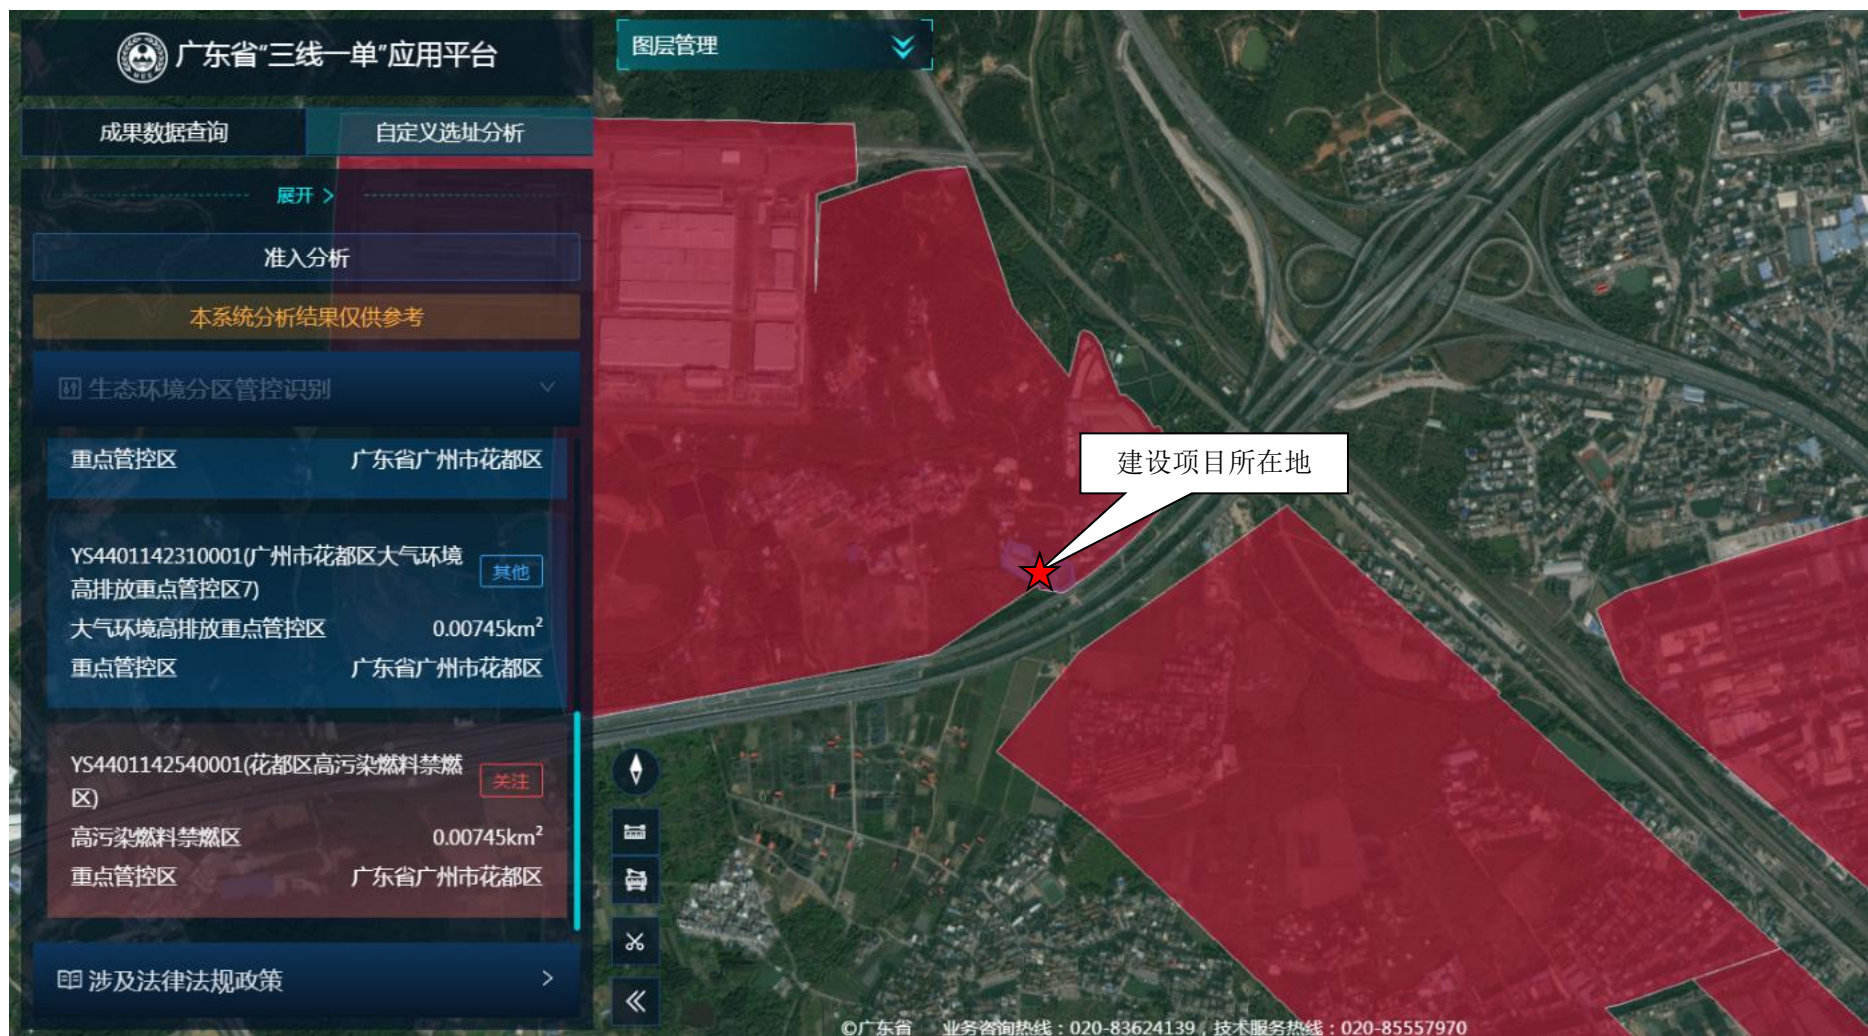 广东省“三线一单”应用平台
图层管理
成果数据查询
自定义选址分析
展开 >
准入分析
本系统分析结果仅供参考
生态环境分区管控识别
重点管控区 广东省广州市花都区
YS4401142310001(广州市花都区大气环境
高排放重点管控区7)
其他
大气环境高排放重点管控区 0.00745km²
重点管控区 广东省广州市花都区
YS4401142540001(花都区高污染燃料禁燃
区)
关注
高污染燃料禁燃区 0.00745km²
重点管控区 广东省广州市花都区
涉及法律法规政策
建设项目所在地
©广东省 业务咨询热线：020-83624139，技术服务热线：020-85557970